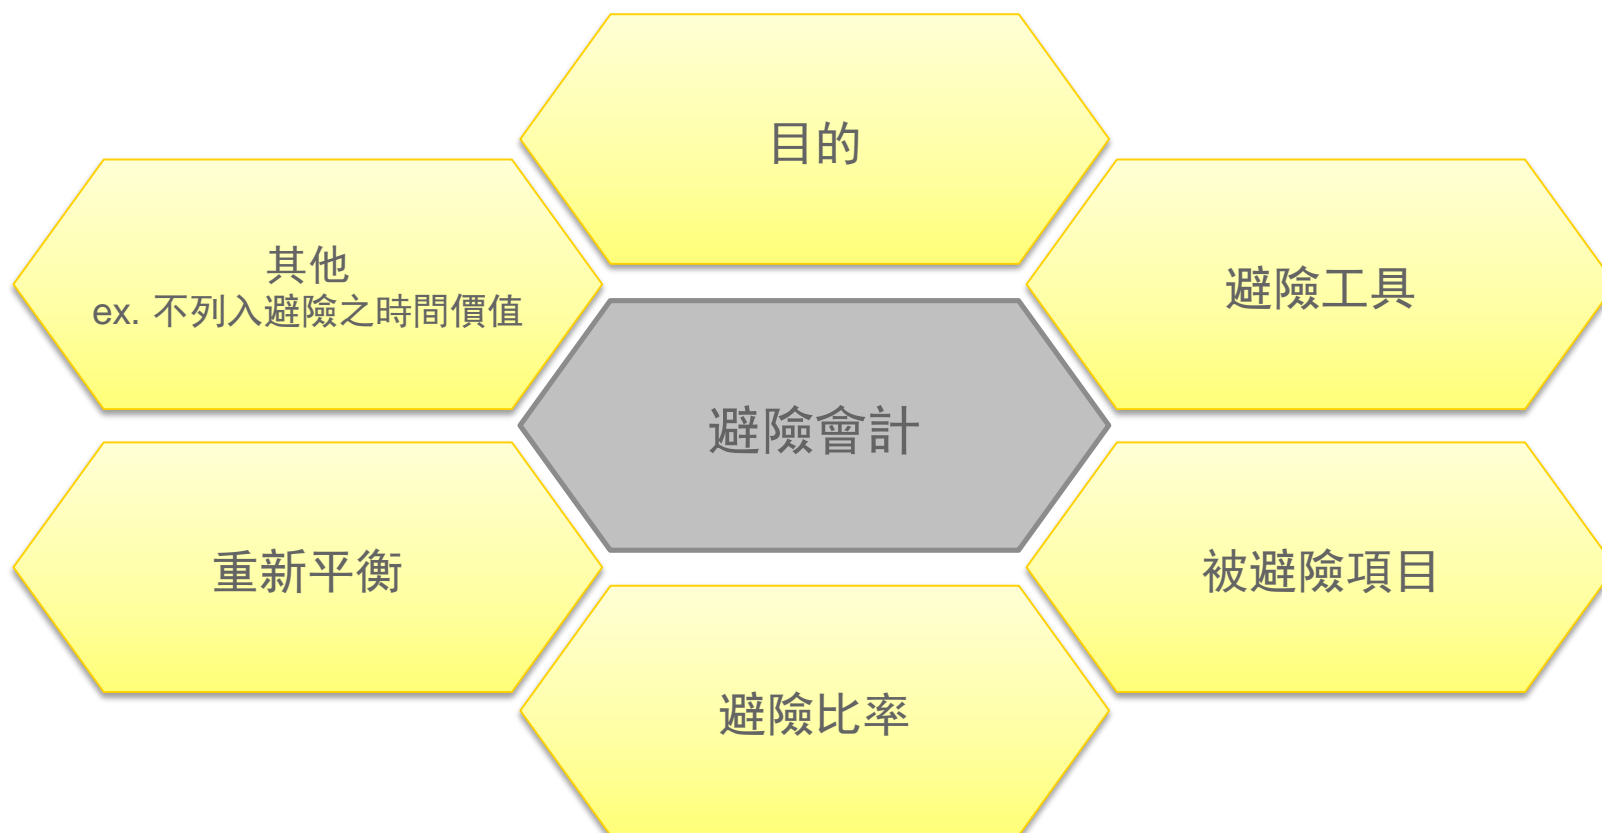 目的
其他
ex. 不列入避險之時間價值
避險工具
避險會計
重新平衡
被避險項目
避險比率